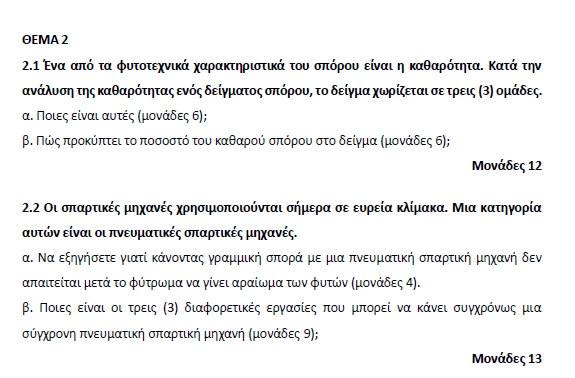 ΘΕΜΑ 2
2.1 Ένα από τα φυτοτεχνικά χαρακτηριστικά του σπόρου είναι η καθαρότητα. Κατά την
ανάλυση της καθαρότητας ενός δείγματος σπόρου, το δείγμα χωρίζεται σε τρεις (3) ομάδες.
α. Ποιες είναι αυτές (μονάδες 6);
β. Πώς προκύπτει το ποσοστό του καθαρού σπόρου στο δείγμα (μονάδες 6);
Μονάδες 12
2.2 Οι σπαρτικές μηχανές χρησιμοποιούνται σήμερα σε ευρεία κλίμακα. Μια κατηγορία
αυτών είναι οι πνευματικές σπαρτικές μηχανές.
α. Να εξηγήσετε γιατί κάνοντας γραμμική σπορά με μια πνευματική σπαρτική μηχανή δεν
απαιτείται μετά το φύτρωμα να γίνει αραίωμα των φυτών (μονάδες 4).
β. Ποιες είναι οι τρεις (3) διαφορετικές εργασίες που μπορεί να κάνει συγχρόνως μια
σύγχρονη πνευματική σπαρτική μηχανή (μονάδες 9);
Μονάδες 13